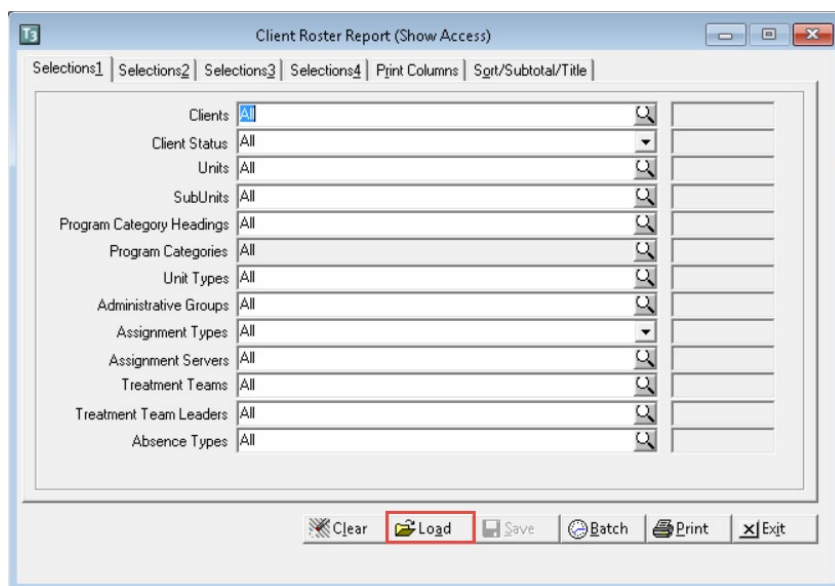 T3 Client Roster Report (Show Access)
Selections1 Selections2 Selections3 Selections4 Print Columns Sort/Subtotal/Title
Clients All
Client Status All
Units All
SubUnits All
Program Category Headings All
Program Categories All
Unit Types All
Administrative Groups All
Assignment Types All
Assignment Servers All
Treatment Teams All
Treatment Team Leaders All
Absence Types All
Clear Load Save Batch Print Exit